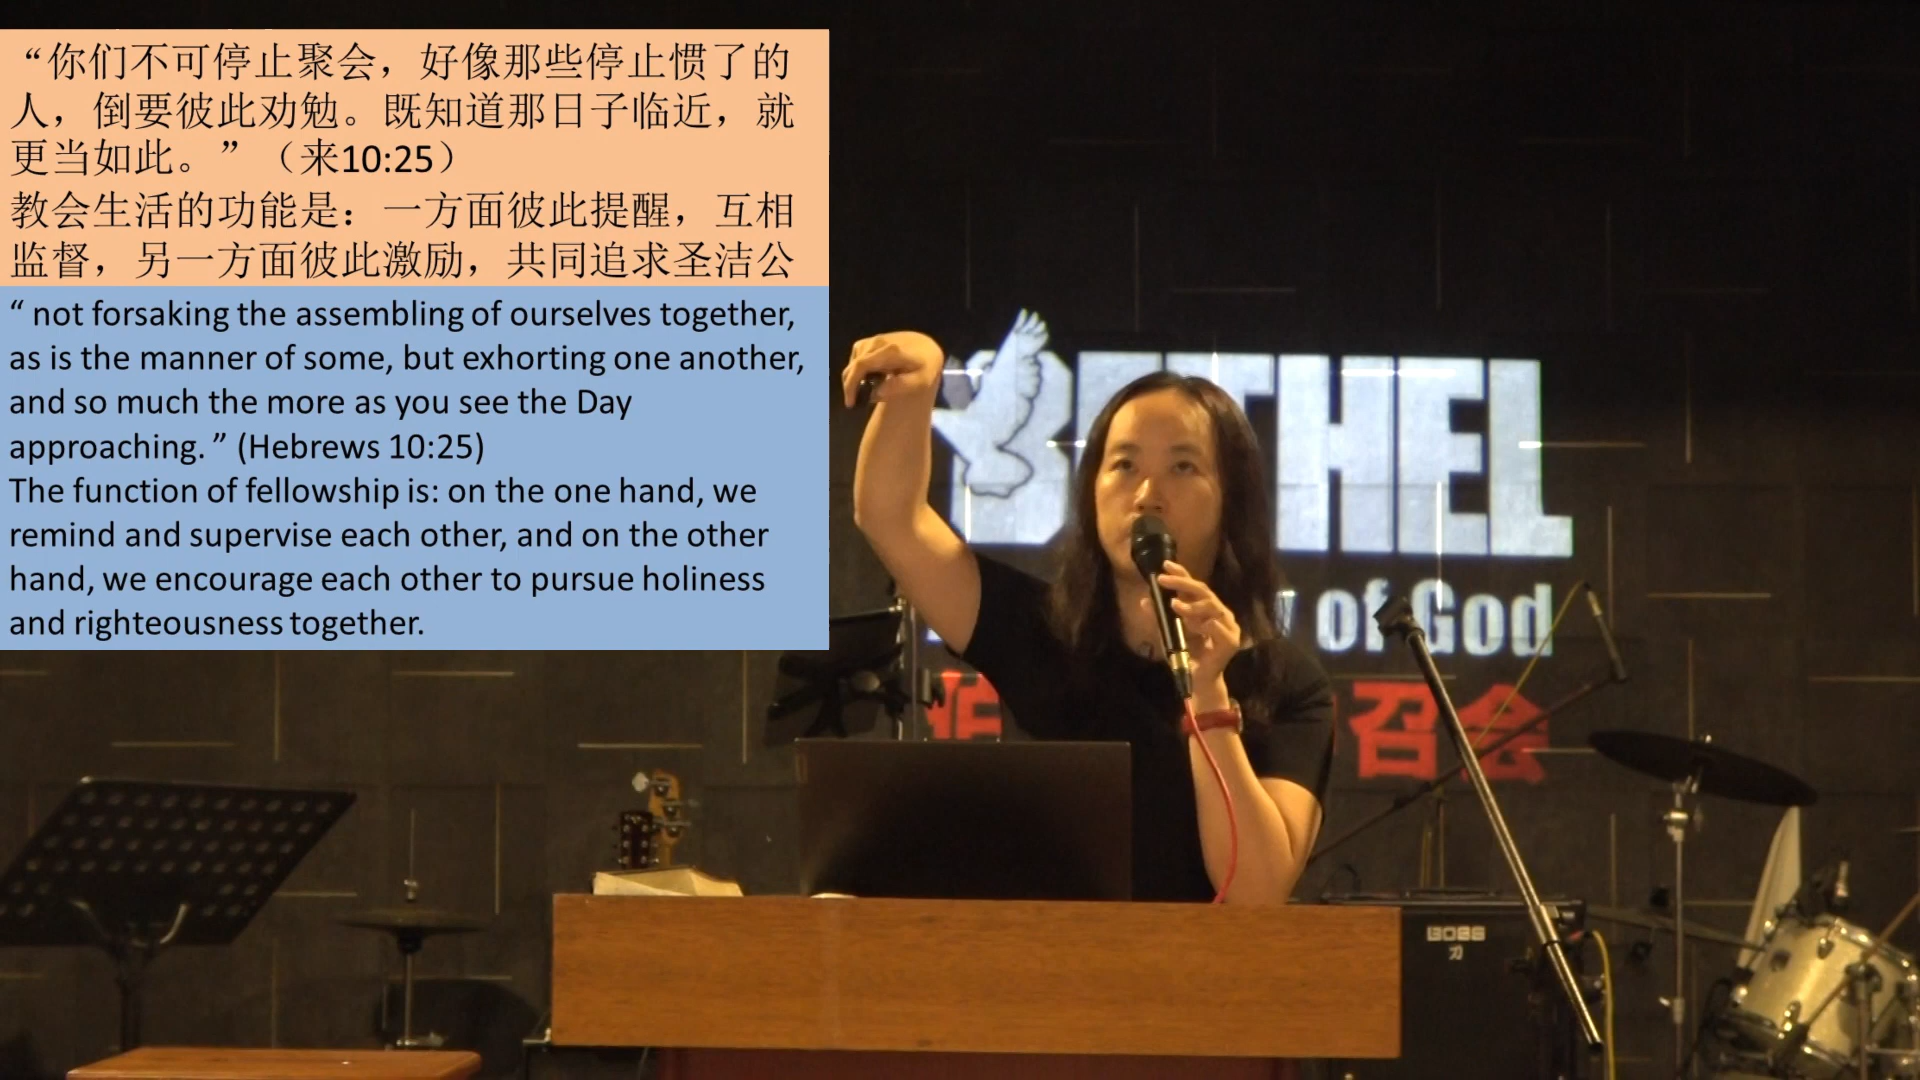 “你们不可停止聚会，好像那些停止惯了的
人，倒要彼此劝勉。既知道那日子临近，就
更当如此。”（来10:25）
教会生活的功能是：一方面彼此提醒，互相
监督，另一方面彼此激励，共同追求圣洁公
“ not forsaking the assembling of ourselves together,
as is the manner of some, but exhorting one another,
and so much the more as you see the Day
approaching. ” (Hebrews 10:25)
The function of fellowship is: on the one hand, we
remind and supervise each other, and on the other
hand, we encourage each other to pursue holiness
and righteousness together.
BETHEL
of God
召会
BOSS